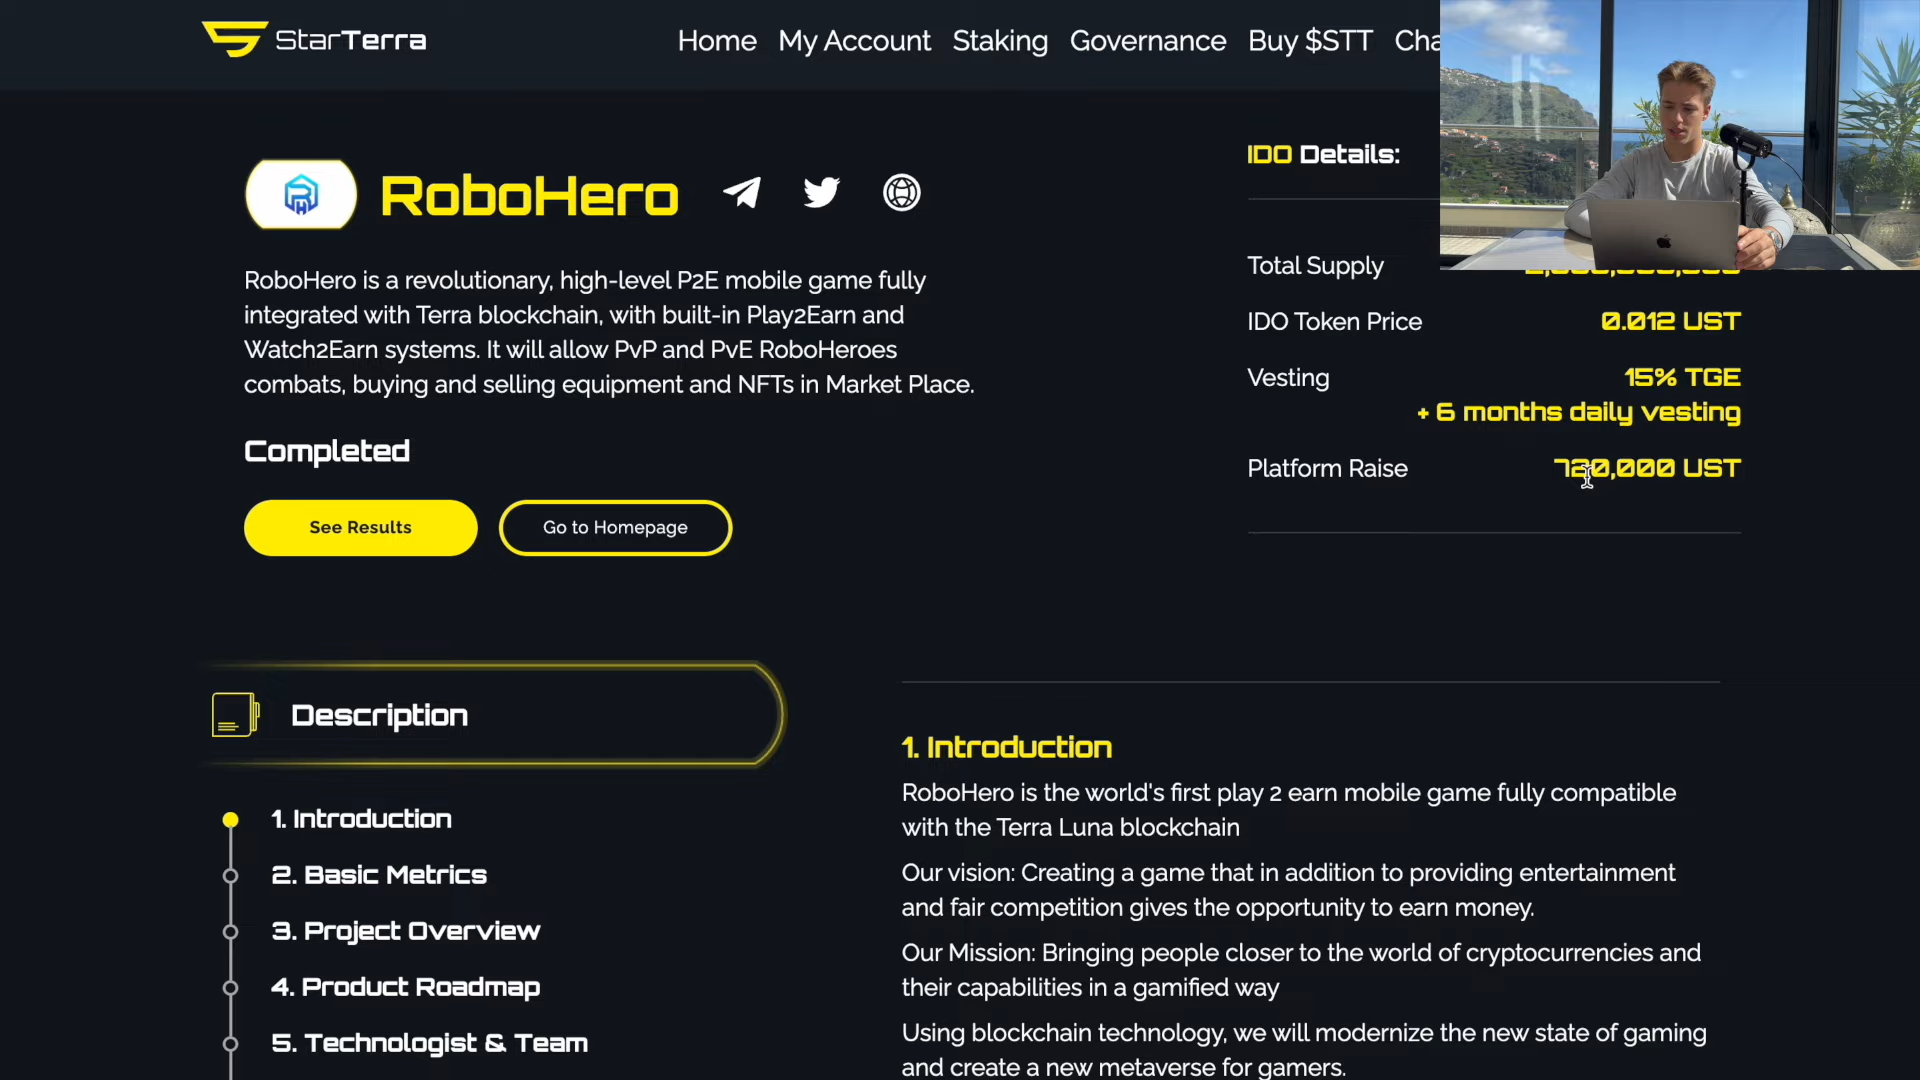 StarTerra
Home My Account Staking Governance Buy $STT
RoboHero
RoboHero is a revolutionary, high-level P2E mobile game fully
integrated with Terra blockchain, with built-in Play2Earn and
Watch2Earn systems. It will allow PvP and PvE RoboHeroes
combats, buying and selling equipment and NFTs in Market Place.
Completed
See Results
Go to Homepage
IDO Details:
Total Supply
IDO Token Price 0.012 UST
Vesting 15% TGE
+ 6 months daily vesting
Platform Raise 720,000 UST
Description
1. Introduction
2. Basic Metrics
3. Project Overview
4. Product Roadmap
5. Technologist & Team
1. Introduction
RoboHero is the world's first play 2 earn mobile game fully compatible
with the Terra Luna blockchain
Our vision: Creating a game that in addition to providing entertainment
and fair competition gives the opportunity to earn money.
Our Mission: Bringing people closer to the world of cryptocurrencies and
their capabilities in a gamified way
Using blockchain technology, we will modernize the new state of gaming
and create a new metaverse for gamers.